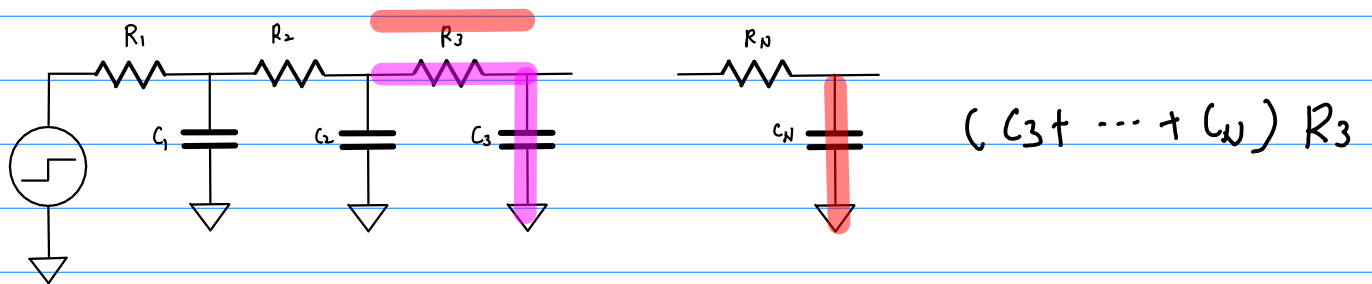 R1 R2 R3 RN
C1 C2 C3 CN (C3+ ... + CN) R3